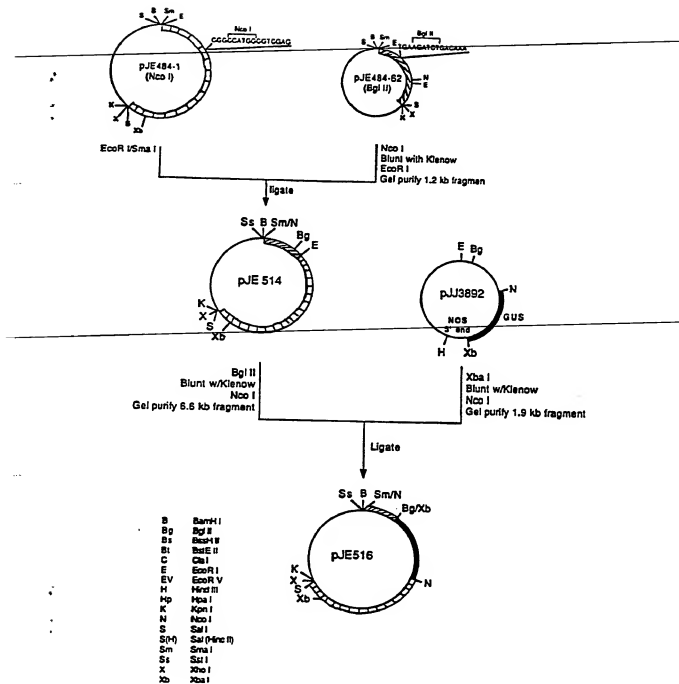 Nco I
CGGCCATGGCGTGGAG
S B Sm E
pJE484-1
(Nco I)
K
X
B
Xb
Bgl II
TGAAGATCTGACAAA
S B Sm E
pJE484-62
(Bgl II)
N
E
S
X
K
EcoR I/Sma I
Nco I
Blunt with Klenow
EcoR I
Gel purify 1.2 kb fragmen
ligate
Ss B Sm/N
Bg
E
pJE 514
K
X
S
Xb
E Bg
N
pJJ3892
NOS
3' end
GUS
H
Xb
Bgl II
Blunt w/Klenow
Nco I
Gel purify 6.6 kb fragment
Xba I
Blunt w/Klenow
Nco I
Gel purify 1.9 kb fragment
Ligate
Ss B Sm/N
Bg/Xb
pJE516
N
K
X
S
Xb
B BamH I
Bg Bgl II
Bs BssH II
Bt BstE II
C Cla I
E EcoR I
EV EcoR V
H Hind III
Hp Hpa I
K Kpn I
N Nco I
S Sal I
S(H) Sal (Hinc II)
Sm Sma I
Ss Sst I
X Xho I
Xb Xba I